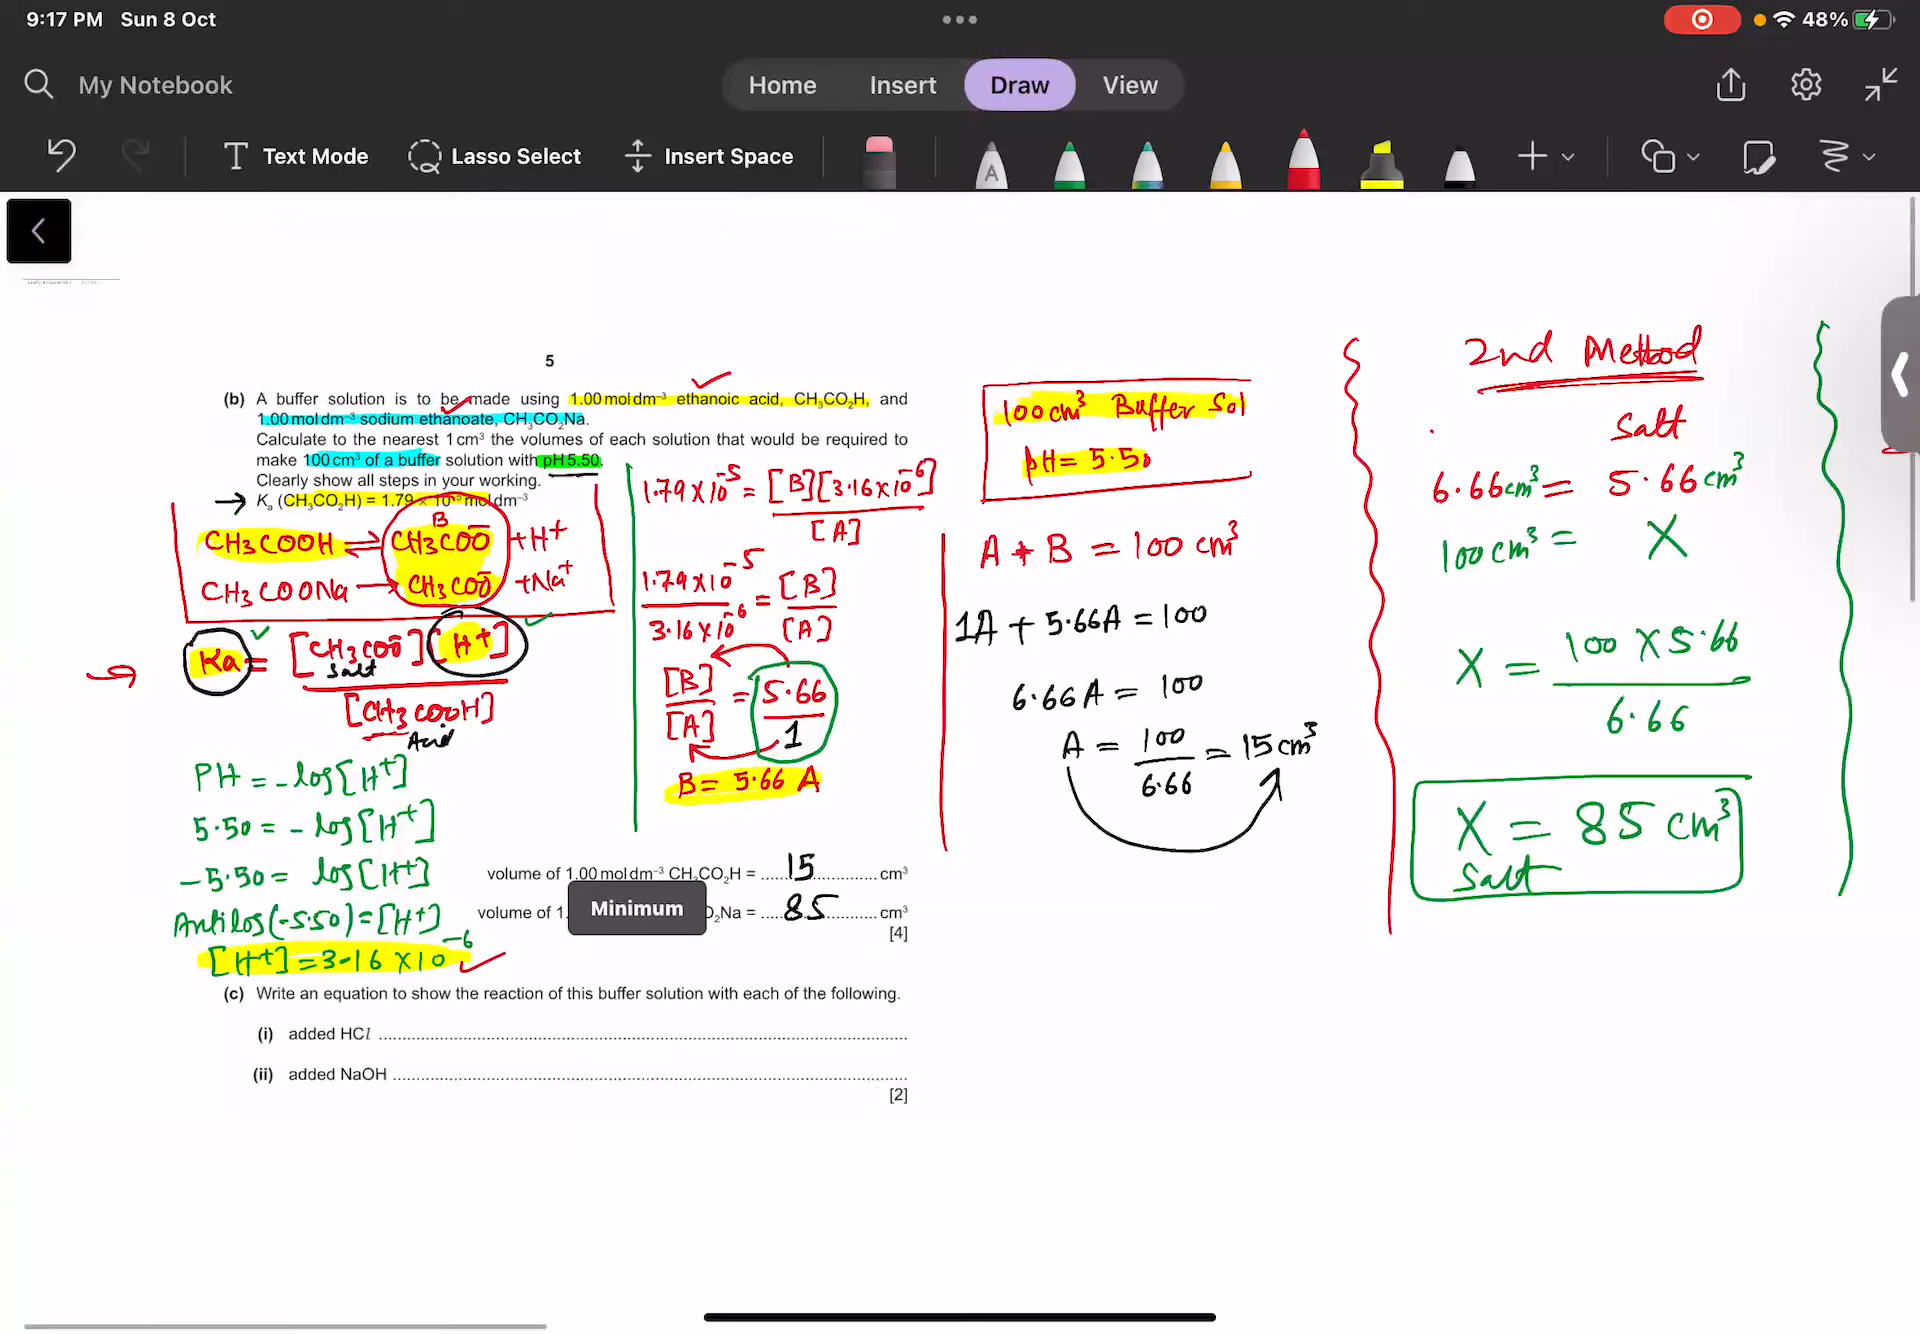 9:17 PM Sun 8 Oct
48%
My Notebook
Home Insert Draw View
Text Mode Lasso Select Insert Space
A
5
(b) A buffer solution is to be made using 1.00 mol dm⁻³ ethanoic acid, CH₃CO₂H, and
1.00 mol dm⁻³ sodium ethanoate, CH₃CO₂Na.
Calculate to the nearest 1 cm³ the volumes of each solution that would be required to
make 100 cm³ of a buffer solution with pH 5.50.
Clearly show all steps in your working.
→ Kₐ (CH₃CO₂H) = 1.79 × 10⁻⁵ mol dm⁻³
B
CH3COOH ⇌ CH3COO⁻ + H+
CH3COONa → CH3COO⁻ + Na+
Ka = [CH3COO⁻][H+]
salt
[CH3COOH]
Acid
PH = -log[H+]
5.50 = - log[H+]
-5.50 = log[H+]
Antilog(-5.50) = [H+]
[H+] = 3.16 X 10⁻⁶
1.79 X 10⁻⁵ = [B][3.16 X 10⁻⁶]
[A]
1.79 X 10⁻⁵ = [B]
3.16 X 10⁻⁶ [A]
[B] = 5.66
[A] 1
B = 5.66 A
100 cm³ Buffer Sol
pH = 5.50
A + B = 100 cm³
1A + 5.66A = 100
6.66A = 100
A = 100 = 15 cm³
6.66
2nd Method
Salt
6.66 cm³ = 5.66 cm³
100 cm³ = X
X = 100 X 5.66
6.66
X = 85 cm³
salt
volume of 1.00 mol dm⁻³ CH₃CO₂H = ......15............ cm³
volume of 1. O₂Na = .....85........... cm³
Minimum
[4]
(c) Write an equation to show the reaction of this buffer solution with each of the following.
(i) added HCl ..........................................................................
(ii) added NaOH ..........................................................................
[2]